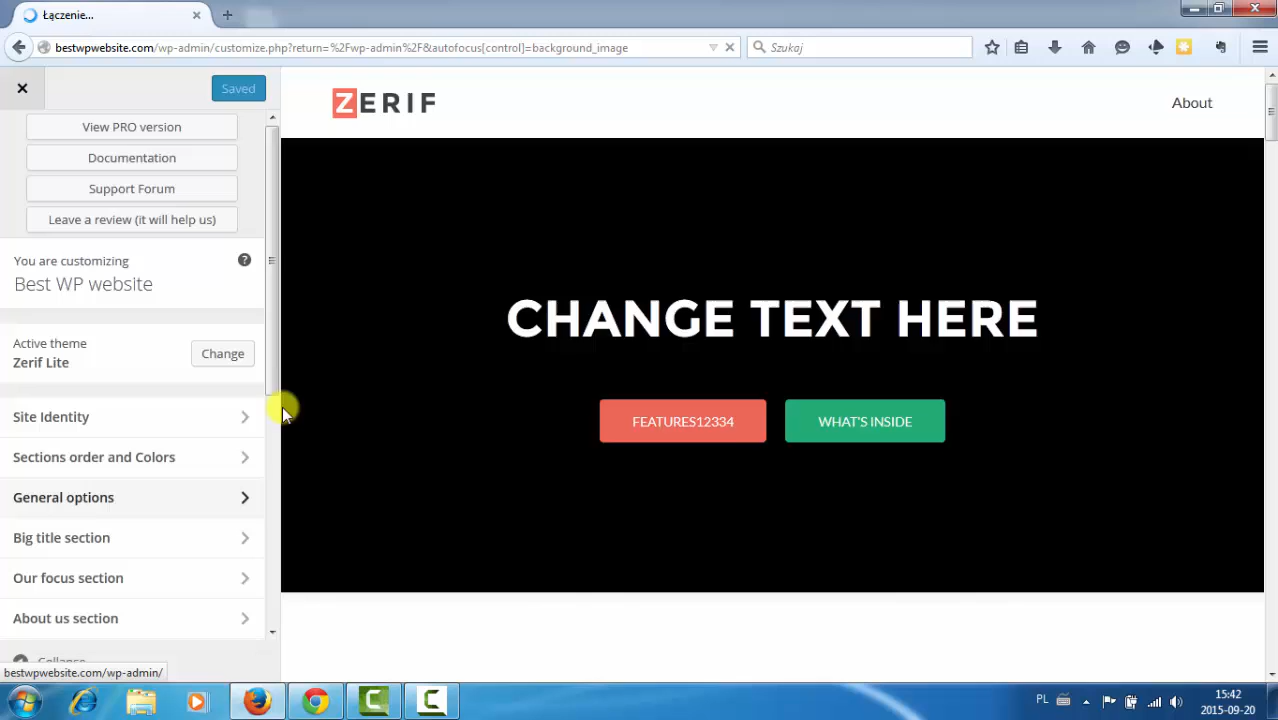 Łączenie...
bestwpwebsite.com/wp-admin/customize.php?return=%2Fwp-admin%2F&autofocus[control]=background_image
Szukaj
Saved
View PRO version
Documentation
Support Forum
Leave a review (it will help us)
You are customizing
Best WP website
Active theme
Zerif Lite
Change
Site Identity
Sections order and Colors
General options
Big title section
Our focus section
About us section
Collapse
bestwpwebsite.com/wp-admin/
ZERIF
About
CHANGE TEXT HERE
FEATURES12334
WHAT'S INSIDE
PL
15:42
2015-09-20